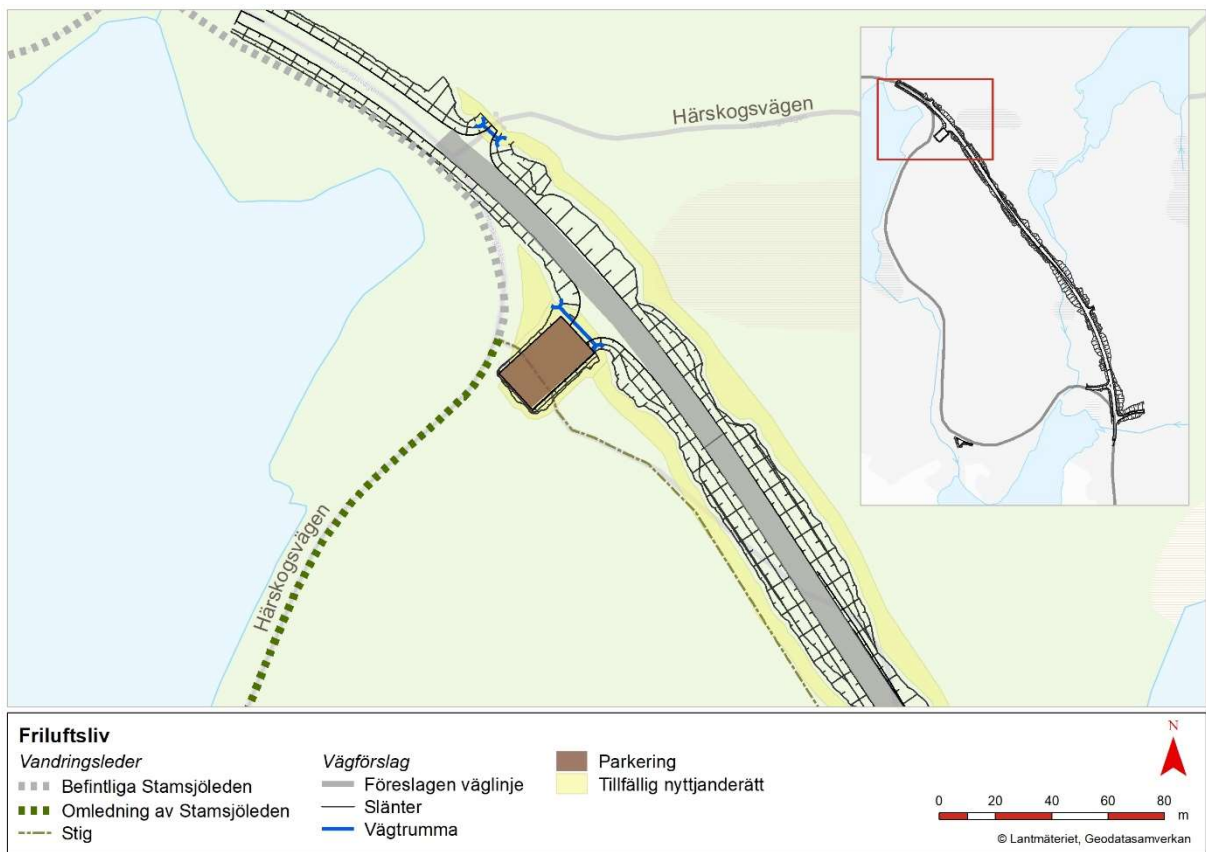 Härskogsvägen
Härskogsvägen
Friluftsliv
Vandringsleder
Befintliga Stamsjöleden
Omledning av Stamsjöleden
Stig
Vägförslag
Föreslagen väglinje
Slänter
Vägtrumma
Parkering
Tillfällig nyttjanderätt
N
0 20 40 60 80
m
© Lantmäteriet, Geodatasamverkan